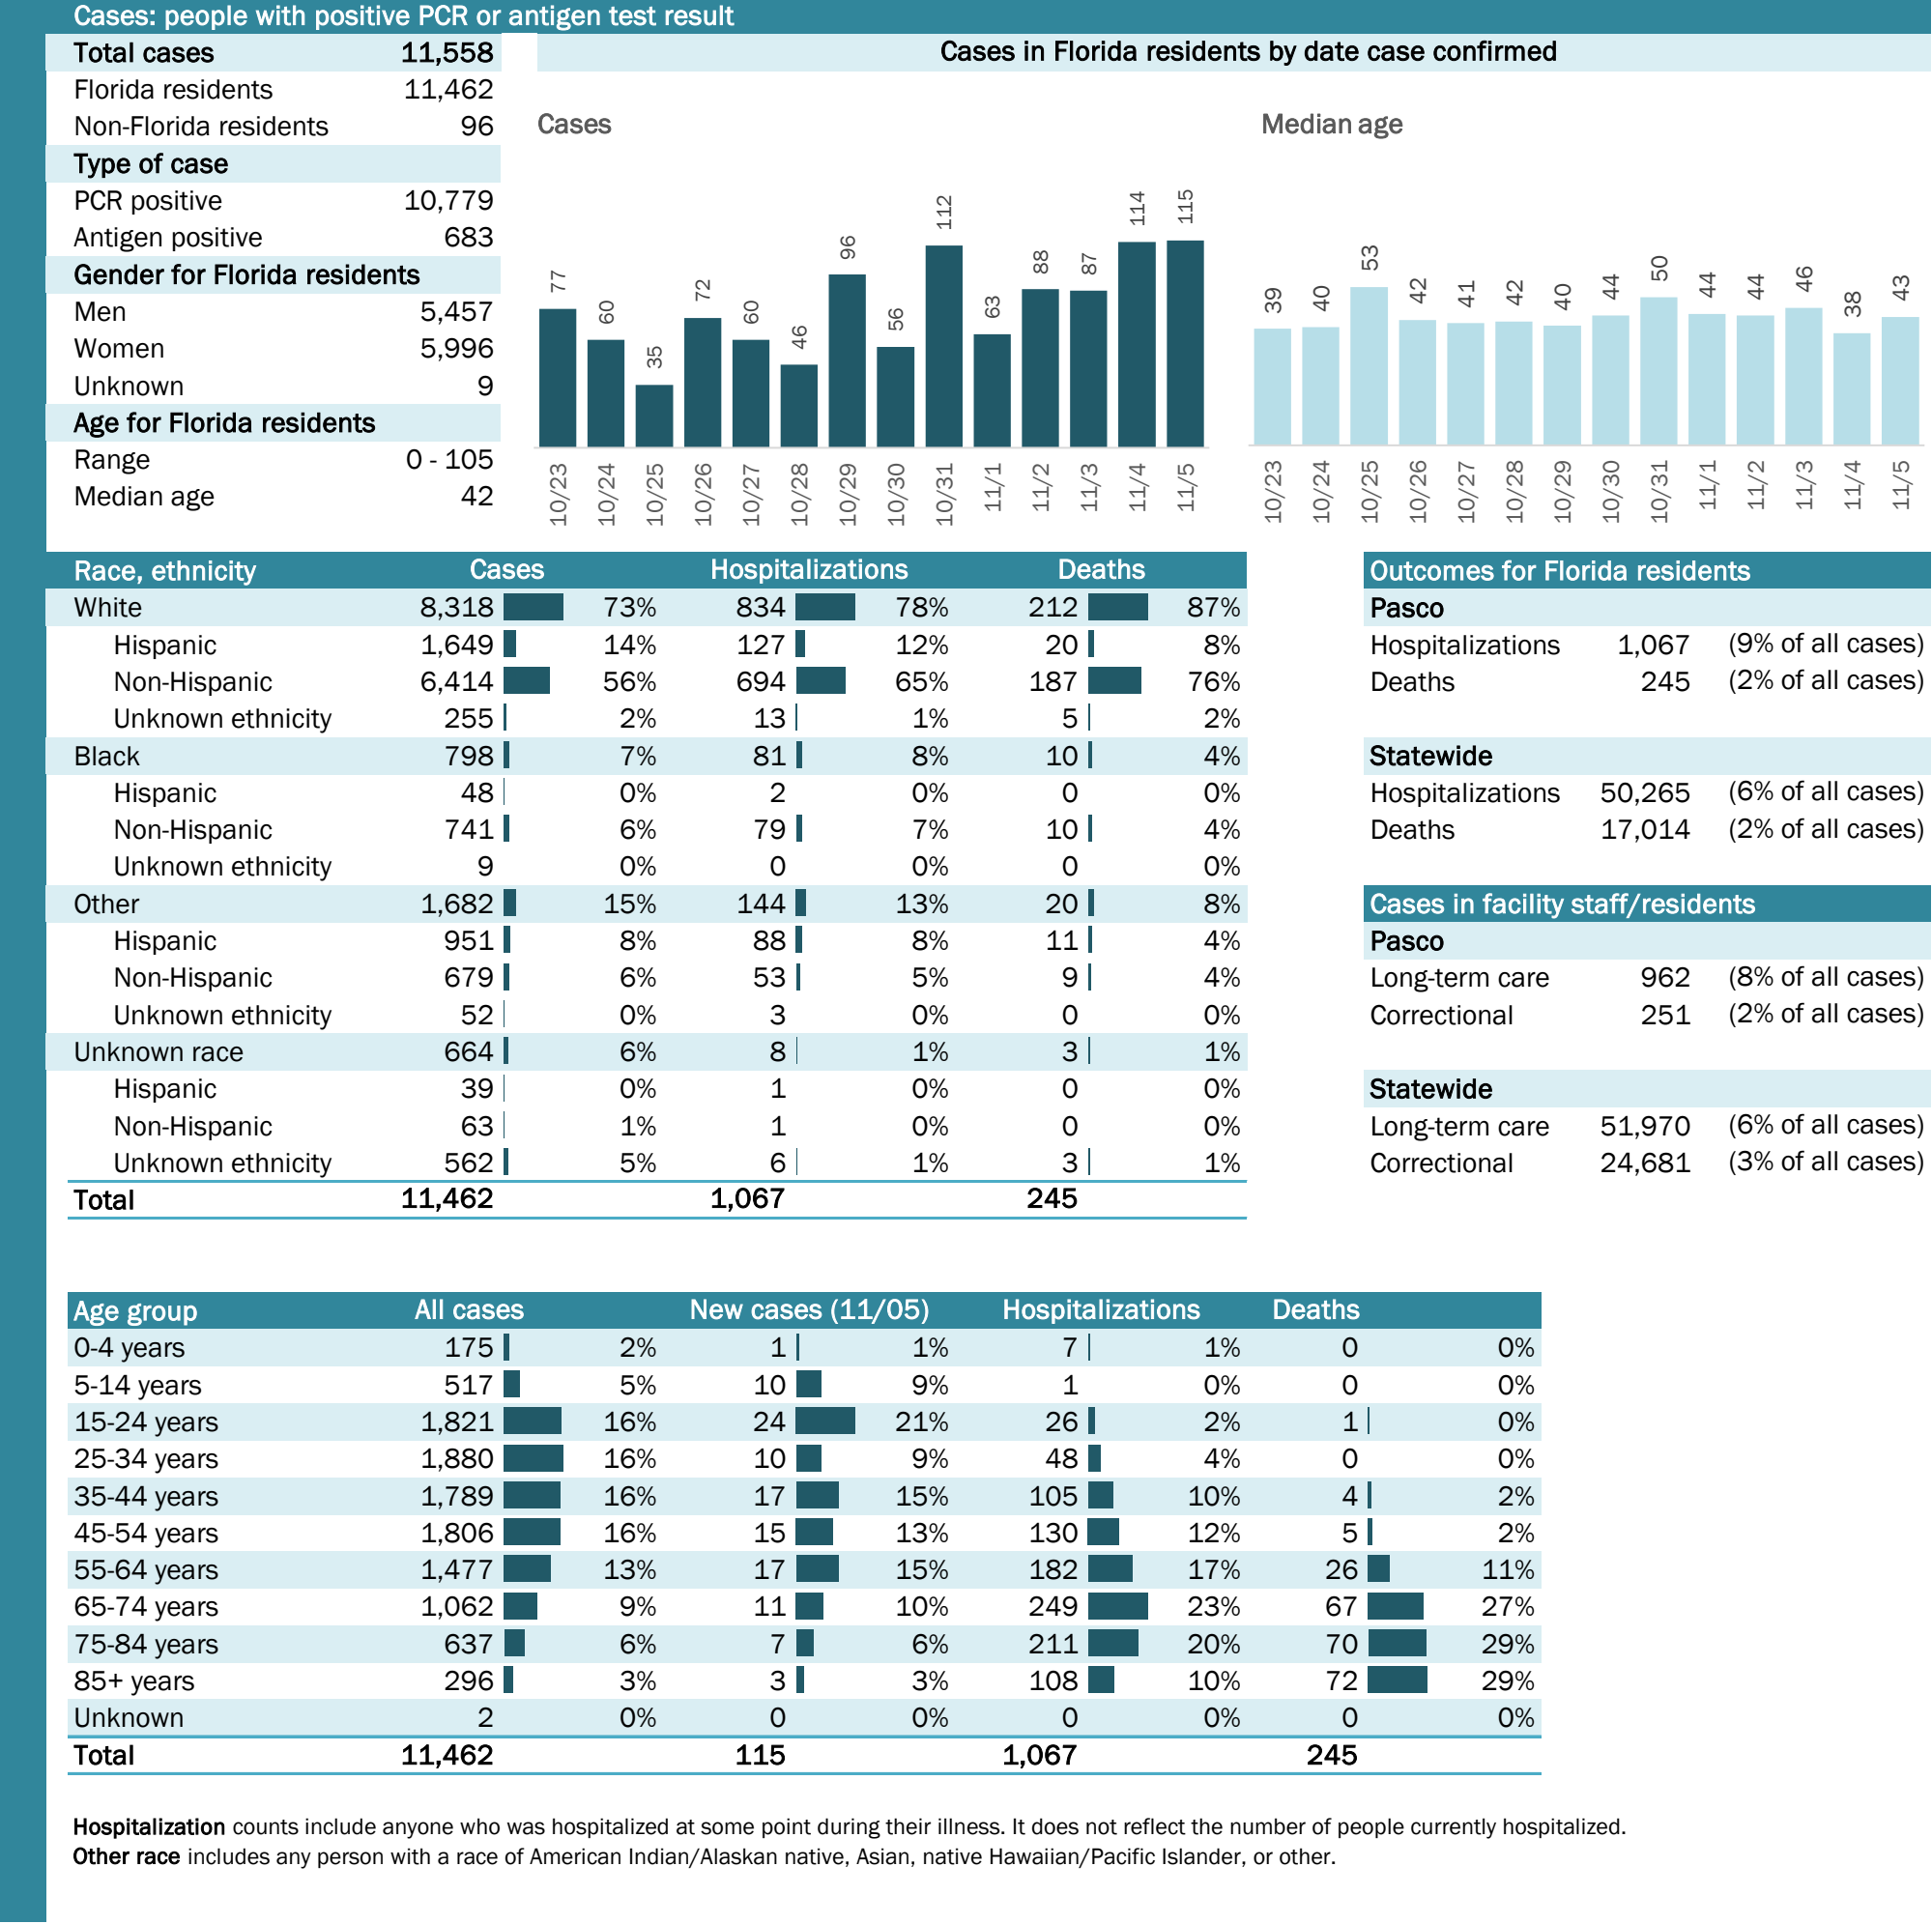 Cases: people with positive PCR or antigen test result
Total cases 11,558
Florida residents 11,462
Non-Florida residents 96
Type of case
PCR positive 10,779
Antigen positive 683
Gender for Florida residents
Men 5,457
Women 5,996
Unknown 9
Age for Florida residents
Range 0 - 105
Median age 42
Cases in Florida residents by date case confirmed
Cases
77 60 35 72 60 46 96 56 112 63 88 87 114 115
10/23 10/24 10/25 10/26 10/27 10/28 10/29 10/30 10/31 11/1 11/2 11/3 11/4 11/5
Median age
39 40 53 42 41 42 40 44 50 44 44 46 38 43
10/23 10/24 10/25 10/26 10/27 10/28 10/29 10/30 10/31 11/1 11/2 11/3 11/4 11/5
Race, ethnicity Cases Hospitalizations Deaths
White 8,318 73% 834 78% 212 87%
Hispanic 1,649 14% 127 12% 20 8%
Non-Hispanic 6,414 56% 694 65% 187 76%
Unknown ethnicity 255 2% 13 1% 5 2%
Black 798 7% 81 8% 10 4%
Hispanic 48 0% 2 0% 0 0%
Non-Hispanic 741 6% 79 7% 10 4%
Unknown ethnicity 9 0% 0 0% 0 0%
Other 1,682 15% 144 13% 20 8%
Hispanic 951 8% 88 8% 11 4%
Non-Hispanic 679 6% 53 5% 9 4%
Unknown ethnicity 52 0% 3 0% 0 0%
Unknown race 664 6% 8 1% 3 1%
Hispanic 39 0% 1 0% 0 0%
Non-Hispanic 63 1% 1 0% 0 0%
Unknown ethnicity 562 5% 6 1% 3 1%
Total 11,462 1,067 245
Outcomes for Florida residents
Pasco
Hospitalizations 1,067 (9% of all cases)
Deaths 245 (2% of all cases)
Statewide
Hospitalizations 50,265 (6% of all cases)
Deaths 17,014 (2% of all cases)
Cases in facility staff/residents
Pasco
Long-term care 962 (8% of all cases)
Correctional 251 (2% of all cases)
Statewide
Long-term care 51,970 (6% of all cases)
Correctional 24,681 (3% of all cases)
Age group All cases New cases (11/05) Hospitalizations Deaths
0-4 years 175 2% 1 1% 7 1% 0 0%
5-14 years 517 5% 10 9% 1 0% 0 0%
15-24 years 1,821 16% 24 21% 26 2% 1 0%
25-34 years 1,880 16% 10 9% 48 4% 0 0%
35-44 years 1,789 16% 17 15% 105 10% 4 2%
45-54 years 1,806 16% 15 13% 130 12% 5 2%
55-64 years 1,477 13% 17 15% 182 17% 26 11%
65-74 years 1,062 9% 11 10% 249 23% 67 27%
75-84 years 637 6% 7 6% 211 20% 70 29%
85+ years 296 3% 3 3% 108 10% 72 29%
Unknown 2 0% 0 0% 0 0% 0 0%
Total 11,462 115 1,067 245
Hospitalization counts include anyone who was hospitalized at some point during their illness. It does not reflect the number of people currently hospitalized.
Other race includes any person with a race of American Indian/Alaskan native, Asian, native Hawaiian/Pacific Islander, or other.